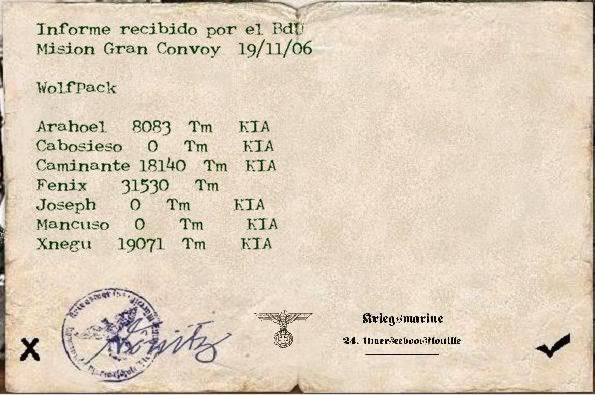 Informe recibido por el BdU
Mision Gran Convoy 19/11/06
WolfPack
Arahoel 8083 Tm KIA
Cabosieso 0 Tm KIA
Caminante 18140 Tm KIA
Fenix 31530 Tm
Joseph 0 Tm KIA
Mancuso 0 Tm KIA
Xnegu 19071 Tm KIA
Kriegsmarine
24.
X